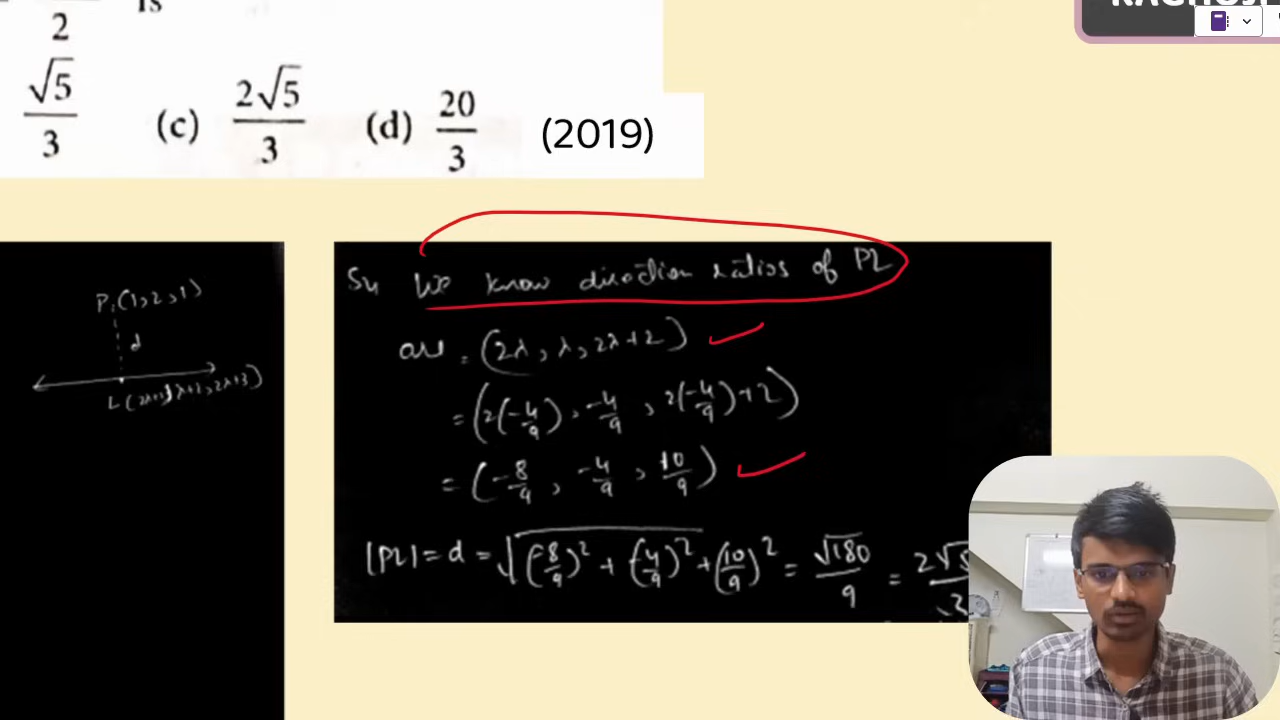 is
2
√5/3 (c) 2√5/3 (d) 20/3 (2019)
P, (1, 2, 1)
d
We know direction ratios of PL
are = (2λ, λ, 2λ+2)
= (2(-4/9), -4/9, 2(-4/9)+2)
= (-8/9, -4/9, 10/9)
|PL| = d = √((-8/9)² + (-4/9)² + (10/9)²) = √180/9 = 2√5